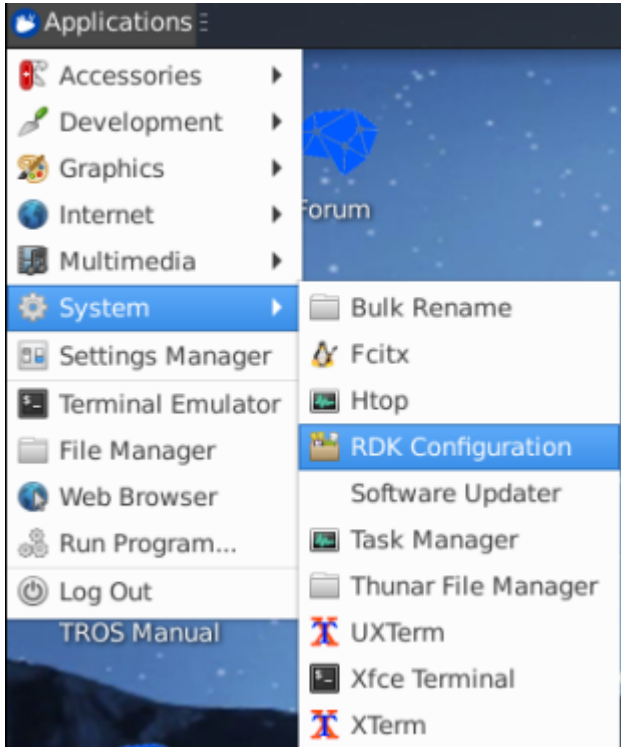 Applications
Accessories
Development
Graphics
Internet
Forum
Multimedia
System
Settings Manager
Terminal Emulator
File Manager
Web Browser
Run Program...
Log Out
TROS Manual
Bulk Rename
Fcitx
Htop
RDK Configuration
Software Updater
Task Manager
Thunar File Manager
UXTerm
Xfce Terminal
XTerm